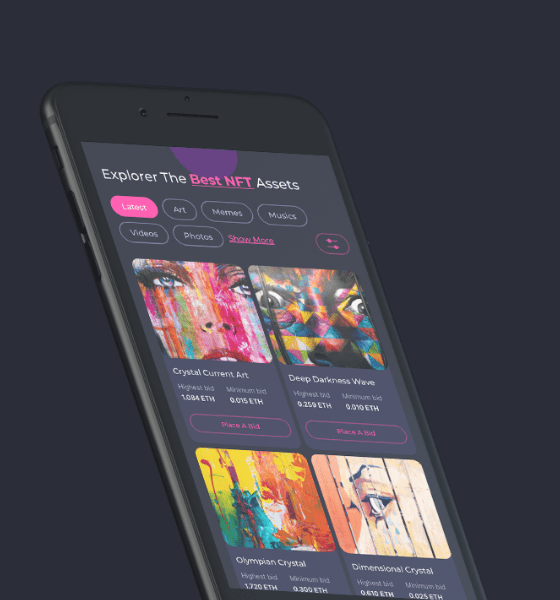 Explorer The Best NFT Assets
Latest Art Memes Musics
Videos Photos Show More
Crystal Current Art
Highest bid Minimum bid
1.084 ETH 0.015 ETH
Place A Bid
Deep Darkness Wave
Highest bid Minimum bid
0.259 ETH 0.010 ETH
Place A Bid
Olympian Crystal
Highest bid Minimum bid
1.720 ETH 0.300 ETH
Dimensional Crystal
Highest bid Minimum bid
0.610 ETH 0.025 ETH